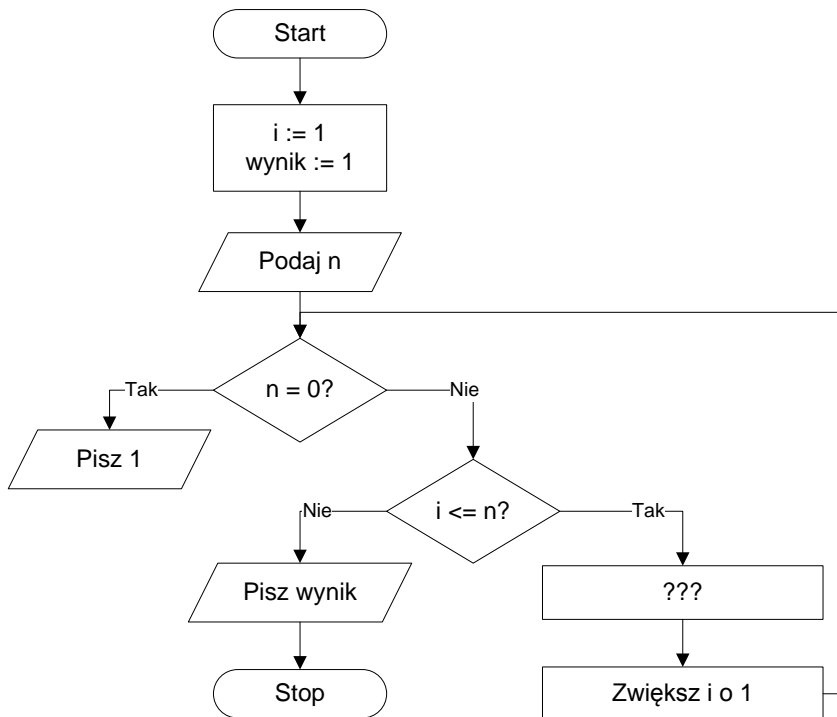 Start
i := 1
wynik := 1
Podaj n
n = 0?
Tak
Nie
Pisz 1
i <= n?
Nie
Tak
Pisz wynik
???
Stop
Zwiększ i o 1